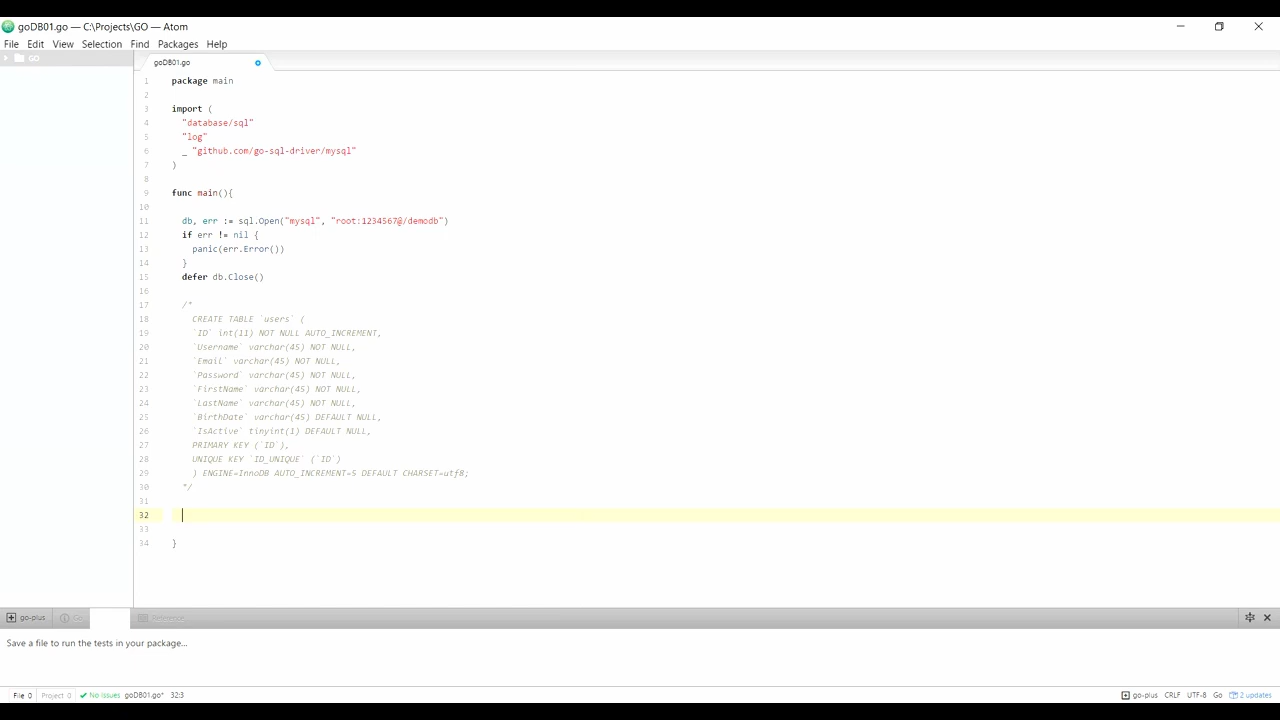 goDB01.go — C:\Projects\GO — Atom
File Edit View Selection Find Packages Help
GO
goDB01.go
1 package main
2
3 import (
4 "database/sql"
5 "log"
6 _ "github.com/go-sql-driver/mysql"
7 )
8
9 func main(){
10
11 db, err := sql.Open("mysql", "root:1234567@/demodb")
12 if err != nil {
13 panic(err.Error())
14 }
15 defer db.Close()
16
17 /*
18 CREATE TABLE `users` (
19 `ID` int(11) NOT NULL AUTO_INCREMENT,
20 `Username` varchar(45) NOT NULL,
21 `Email` varchar(45) NOT NULL,
22 `Password` varchar(45) NOT NULL,
23 `FirstName` varchar(45) NOT NULL,
24 `LastName` varchar(45) NOT NULL,
25 `BirthDate` varchar(45) DEFAULT NULL,
26 `IsActive` tinyint(1) DEFAULT NULL,
27 PRIMARY KEY (`ID`),
28 UNIQUE KEY `ID_UNIQUE` (`ID`)
29 ) ENGINE=InnoDB AUTO_INCREMENT=5 DEFAULT CHARSET=utf8;
30 */
31
32
33
34 }
go-plus
Save a file to run the tests in your package...
File 0 Project 0 No Issues goDB01.go* 32:3 go-plus CRLF UTF-8 Go 2 updates